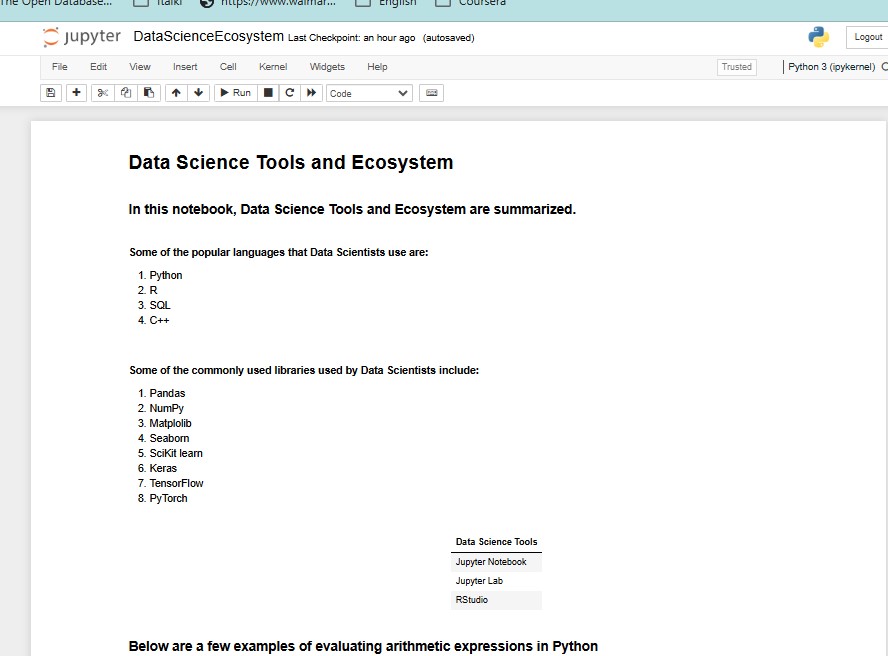 The Open Database... italki https://www.walmar... English Coursera
jupyter DataScienceEcosystem Last Checkpoint: an hour ago (autosaved) Logout
File Edit View Insert Cell Kernel Widgets Help Trusted Python 3 (ipykernel)
Run Code
Data Science Tools and Ecosystem
In this notebook, Data Science Tools and Ecosystem are summarized.
Some of the popular languages that Data Scientists use are:
1. Python
2. R
3. SQL
4. C++
Some of the commonly used libraries used by Data Scientists include:
1. Pandas
2. NumPy
3. Matplolib
4. Seaborn
5. SciKit learn
6. Keras
7. TensorFlow
8. PyTorch
Data Science Tools
Jupyter Notebook
Jupyter Lab
RStudio
Below are a few examples of evaluating arithmetic expressions in Python